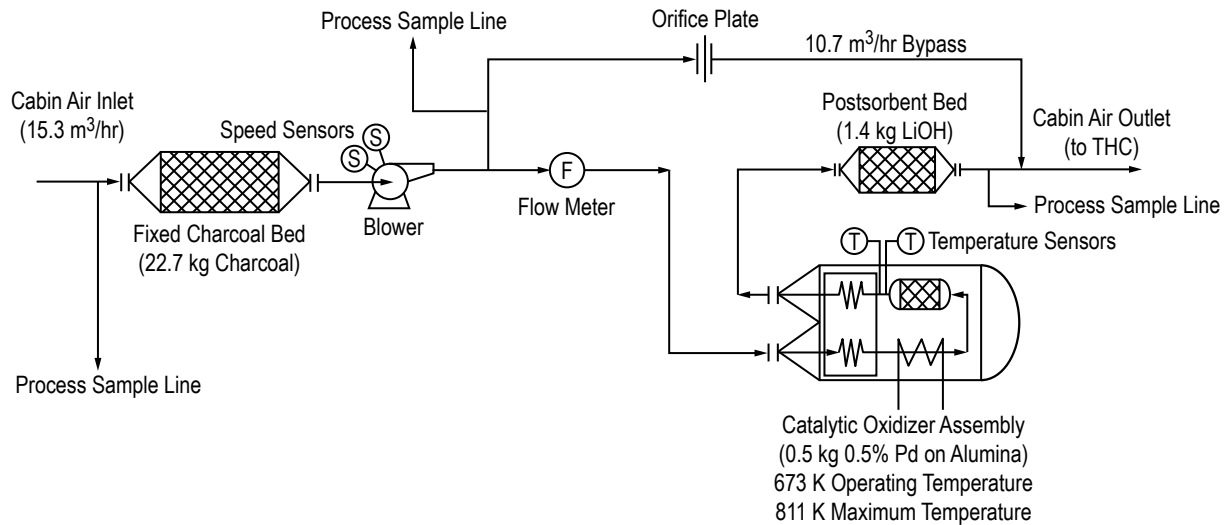 Process Sample Line
Orifice Plate
10.7 m³/hr Bypass
Cabin Air Inlet
(15.3 m³/hr)
Speed Sensors
S
S
Blower
Fixed Charcoal Bed
(22.7 kg Charcoal)
Process Sample Line
F
Flow Meter
Postsorbent Bed
(1.4 kg LiOH)
Cabin Air Outlet
(to THC)
Process Sample Line
T
T
Temperature Sensors
Catalytic Oxidizer Assembly
(0.5 kg 0.5% Pd on Alumina)
673 K Operating Temperature
811 K Maximum Temperature